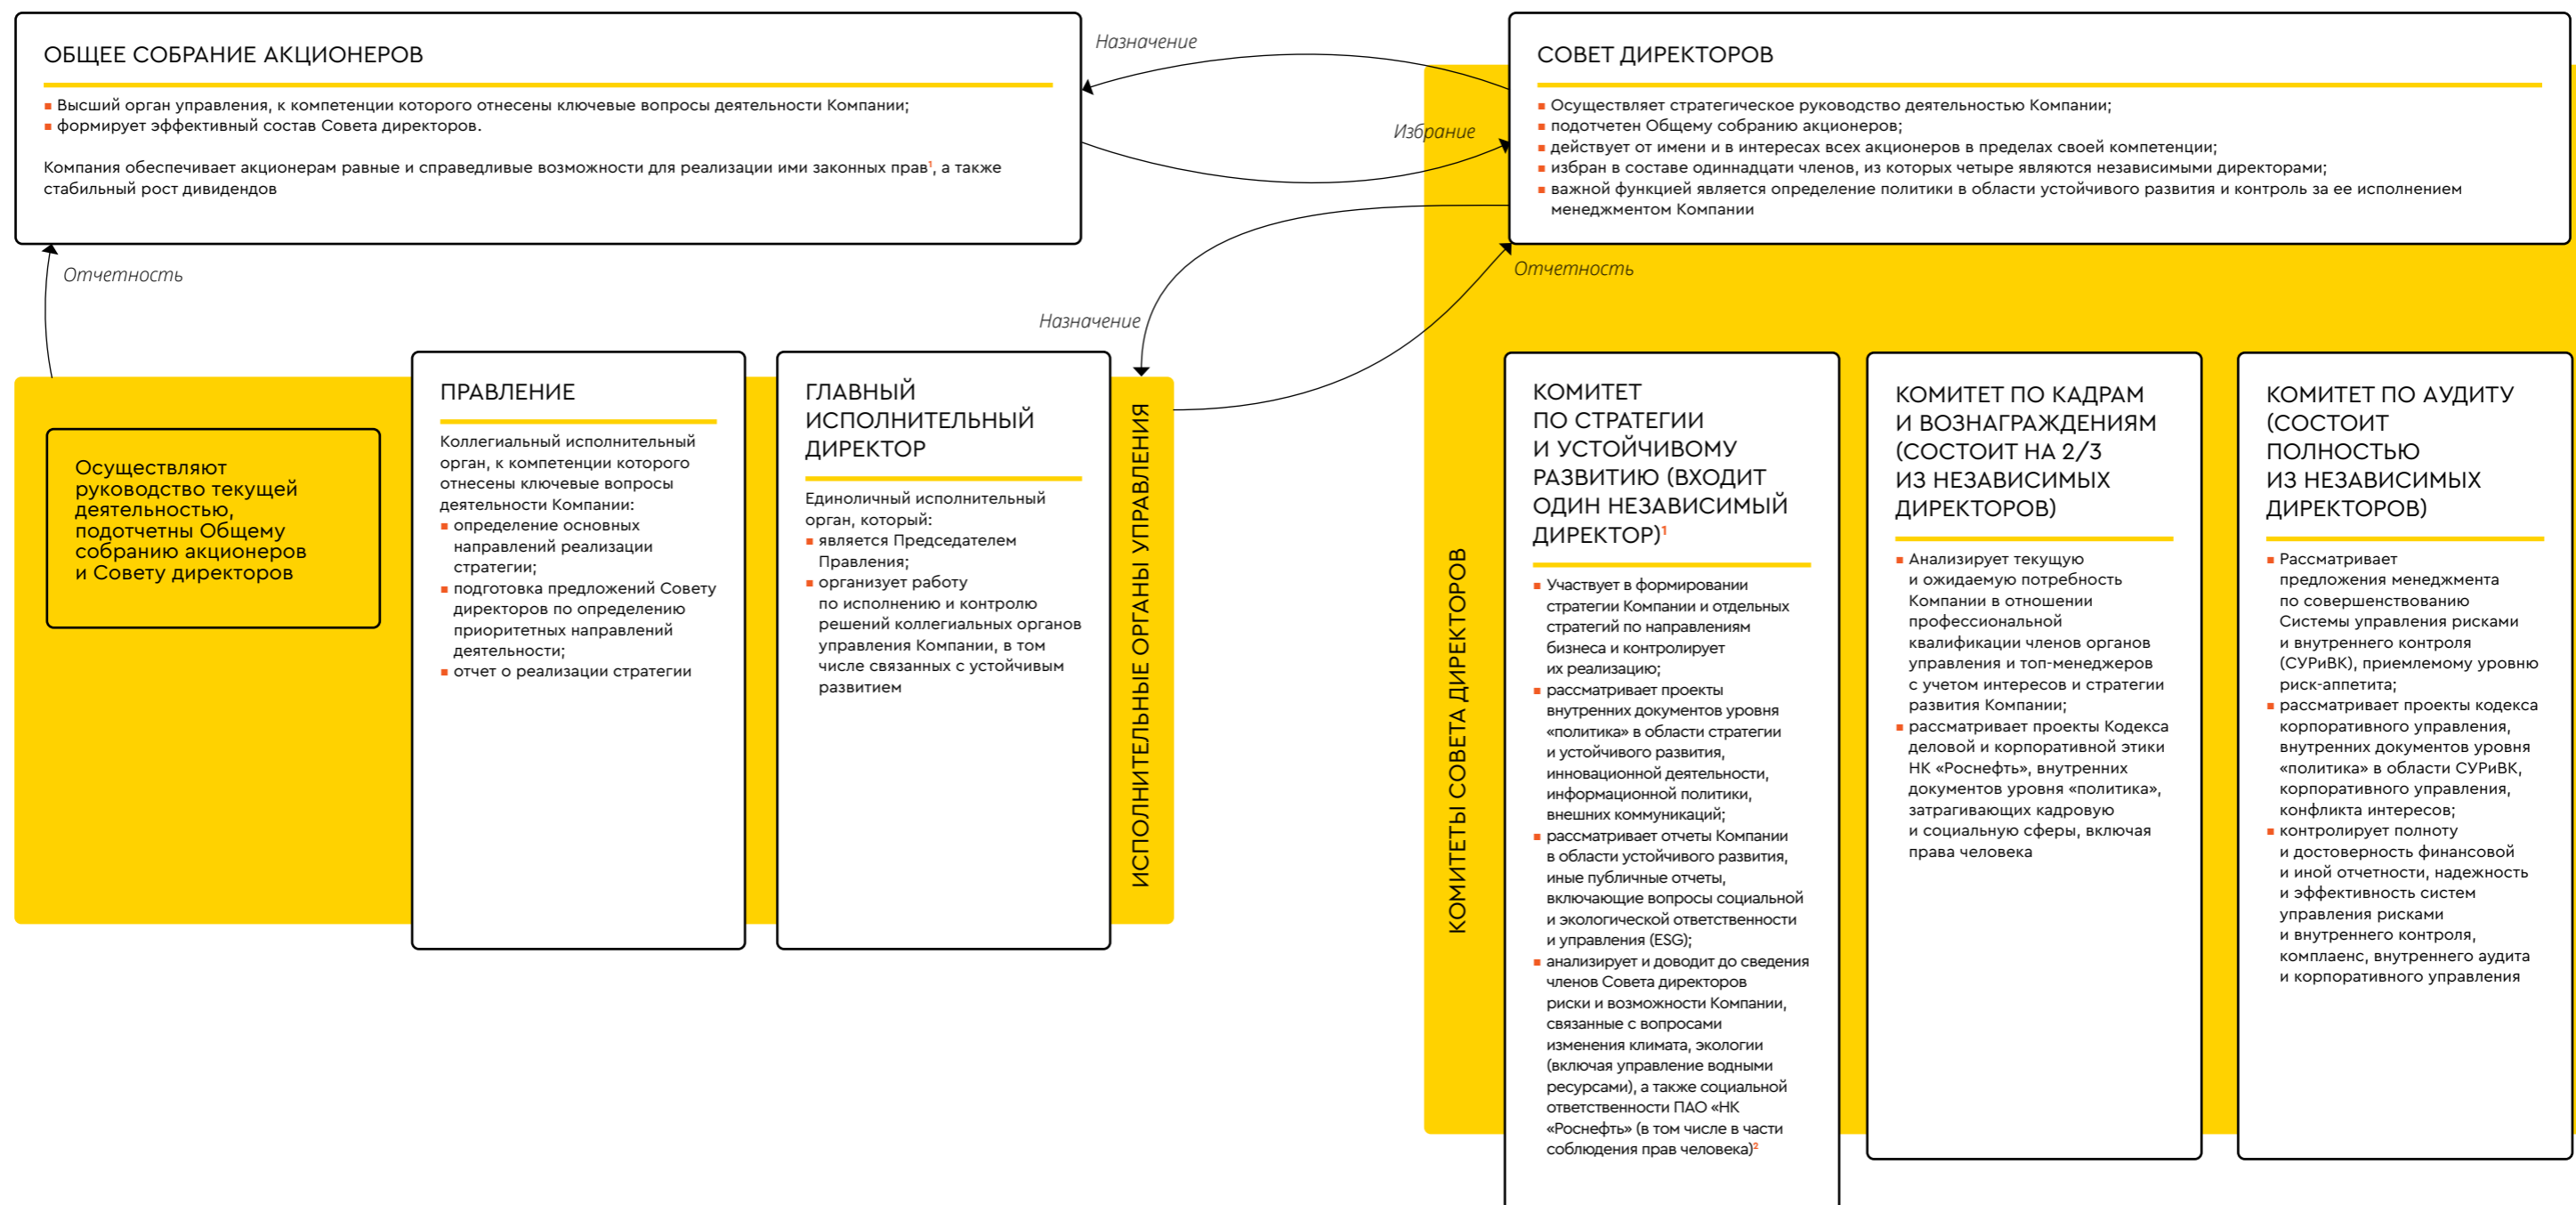 ОБЩЕЕ СОБРАНИЕ АКЦИОНЕРОВ
▪ Высший орган управления, к компетенции которого отнесены ключевые вопросы деятельности Компании;
▪ формирует эффективный состав Совета директоров.
Компания обеспечивает акционерам равные и справедливые возможности для реализации ими законных прав¹, а также
стабильный рост дивидендов
Назначение
Избрание
СОВЕТ ДИРЕКТОРОВ
▪ Осуществляет стратегическое руководство деятельностью Компании;
▪ подотчетен Общему собранию акционеров;
▪ действует от имени и в интересах всех акционеров в пределах своей компетенции;
▪ избран в составе одиннадцати членов, из которых четыре являются независимыми директорами;
▪ важной функцией является определение политики в области устойчивого развития и контроль за ее исполнением
менеджментом Компании
Отчетность
Назначение
Отчетность
Осуществляют
руководство текущей
деятельностью,
подотчетны Общему
собранию акционеров
и Совету директоров
ПРАВЛЕНИЕ
Коллегиальный исполнительный
орган, к компетенции которого
отнесены ключевые вопросы
деятельности Компании:
▪ определение основных
направлений реализации
стратегии;
▪ подготовка предложений Совету
директоров по определению
приоритетных направлений
деятельности;
▪ отчет о реализации стратегии
ГЛАВНЫЙ
ИСПОЛНИТЕЛЬНЫЙ
ДИРЕКТОР
Единоличный исполнительный
орган, который:
▪ является Председателем
Правления;
▪ организует работу
по исполнению и контролю
решений коллегиальных органов
управления Компании, в том
числе связанных с устойчивым
развитием
ИСПОЛНИТЕЛЬНЫЕ ОРГАНЫ УПРАВЛЕНИЯ
КОМИТЕТЫ СОВЕТА ДИРЕКТОРОВ
КОМИТЕТ
ПО СТРАТЕГИИ
И УСТОЙЧИВОМУ
РАЗВИТИЮ (ВХОДИТ
ОДИН НЕЗАВИСИМЫЙ
ДИРЕКТОР)¹
▪ Участвует в формировании
стратегии Компании и отдельных
стратегий по направлениям
бизнеса и контролирует
их реализацию;
▪ рассматривает проекты
внутренних документов уровня
«политика» в области стратегии
и устойчивого развития,
инновационной деятельности,
информационной политики,
внешних коммуникаций;
▪ рассматривает отчеты Компании
в области устойчивого развития,
иные публичные отчеты,
включающие вопросы социальной
и экологической ответственности
и управления (ESG);
▪ анализирует и доводит до сведения
членов Совета директоров
риски и возможности Компании,
связанные с вопросами
изменения климата, экологии
(включая управление водными
ресурсами), а также социальной
ответственности ПАО «НК
«Роснефть» (в том числе в части
соблюдения прав человека)²
КОМИТЕТ ПО КАДРАМ
И ВОЗНАГРАЖДЕНИЯМ
(СОСТОИТ НА 2/3
ИЗ НЕЗАВИСИМЫХ
ДИРЕКТОРОВ)
▪ Анализирует текущую
и ожидаемую потребность
Компании в отношении
профессиональной
квалификации членов органов
управления и топ-менеджеров
с учетом интересов и стратегии
развития Компании;
▪ рассматривает проекты Кодекса
деловой и корпоративной этики
НК «Роснефть», внутренних
документов уровня «политика»,
затрагивающих кадровую
и социальную сферы, включая
права человека
КОМИТЕТ ПО АУДИТУ
(СОСТОИТ
ПОЛНОСТЬЮ
ИЗ НЕЗАВИСИМЫХ
ДИРЕКТОРОВ)
▪ Рассматривает
предложения менеджмента
по совершенствованию
Системы управления рисками
и внутреннего контроля
(СУРиВК), приемлемому уровню
риск-аппетита;
▪ рассматривает проекты кодекса
корпоративного управления,
внутренних документов уровня
«политика» в области СУРиВК,
корпоративного управления,
конфликта интересов;
▪ контролирует полноту
и достоверность финансовой
и иной отчетности, надежность
и эффективность систем
управления рисками
и внутреннего контроля,
комплаенс, внутреннего аудита
и корпоративного управления